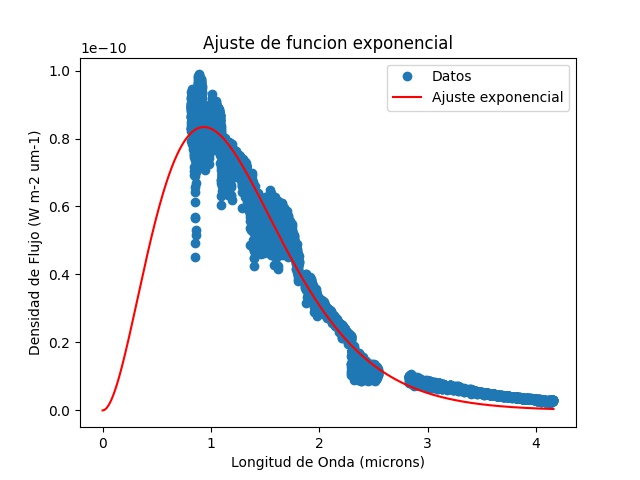 Ajuste de funcion exponencial
1e−10
Datos
Ajuste exponencial
1.0
0.8
0.6
0.4
0.2
0.0
Densidad de Flujo (W m-2 um-1)
0 1 2 3 4
Longitud de Onda (microns)